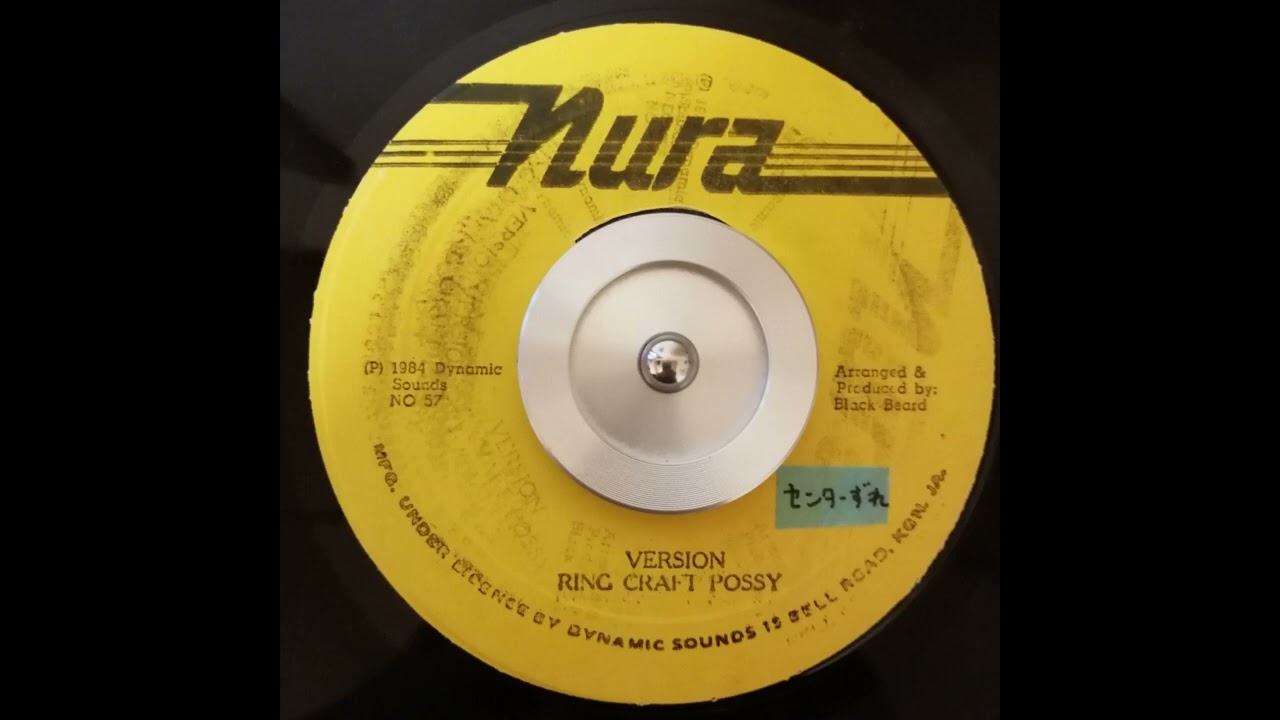 Nura
(P) 1984 Dynamic
Sounds
NO 57
Arranged &
Produced by:
Black Beard
センターずれ
VERSION
RING CRAFT POSSY
MFG. UNDER LICENCE BY DYNAMIC SOUNDS 15 BELL ROAD, KGN. JA.
VERSION